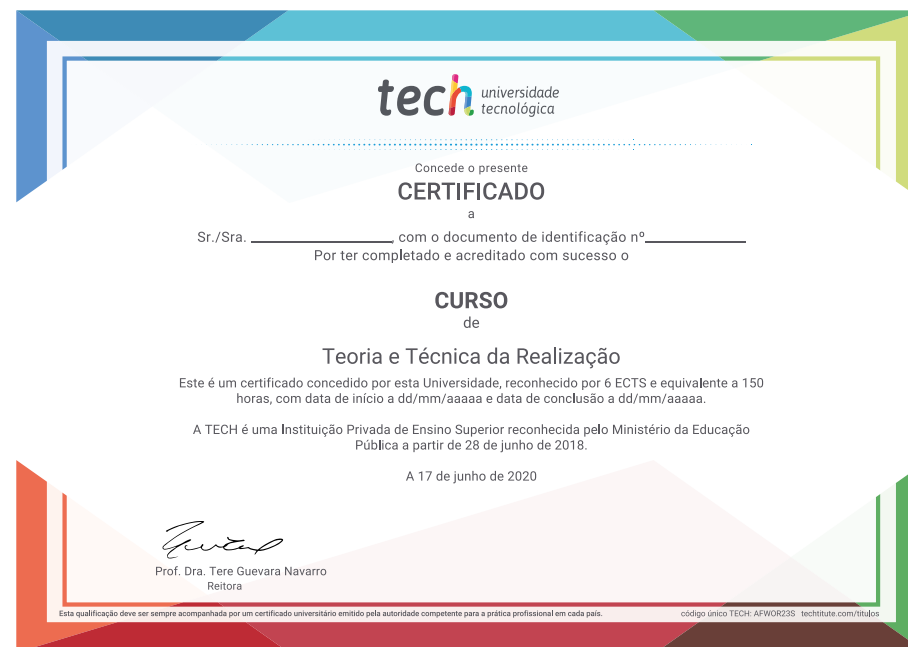 tech universidade
tecnológica
Concede o presente
CERTIFICADO
a
Sr./Sra. ____________________, com o documento de identificação nº______________
Por ter completado e acreditado com sucesso o
CURSO
de
Teoria e Técnica da Realização
Este é um certificado concedido por esta Universidade, reconhecido por 6 ECTS e equivalente a 150
horas, com data de início a dd/mm/aaaaa e data de conclusão a dd/mm/aaaaa.
A TECH é uma Instituição Privada de Ensino Superior reconhecida pelo Ministério da Educação
Pública a partir de 28 de junho de 2018.
A 17 de junho de 2020
Prof. Dra. Tere Guevara Navarro
Reitora
Esta qualificação deve ser sempre acompanhada por um certificado universitário emitido pela autoridade competente para a prática profissional em cada país.
código único TECH: AFWOR23S techtitute.com/titulos